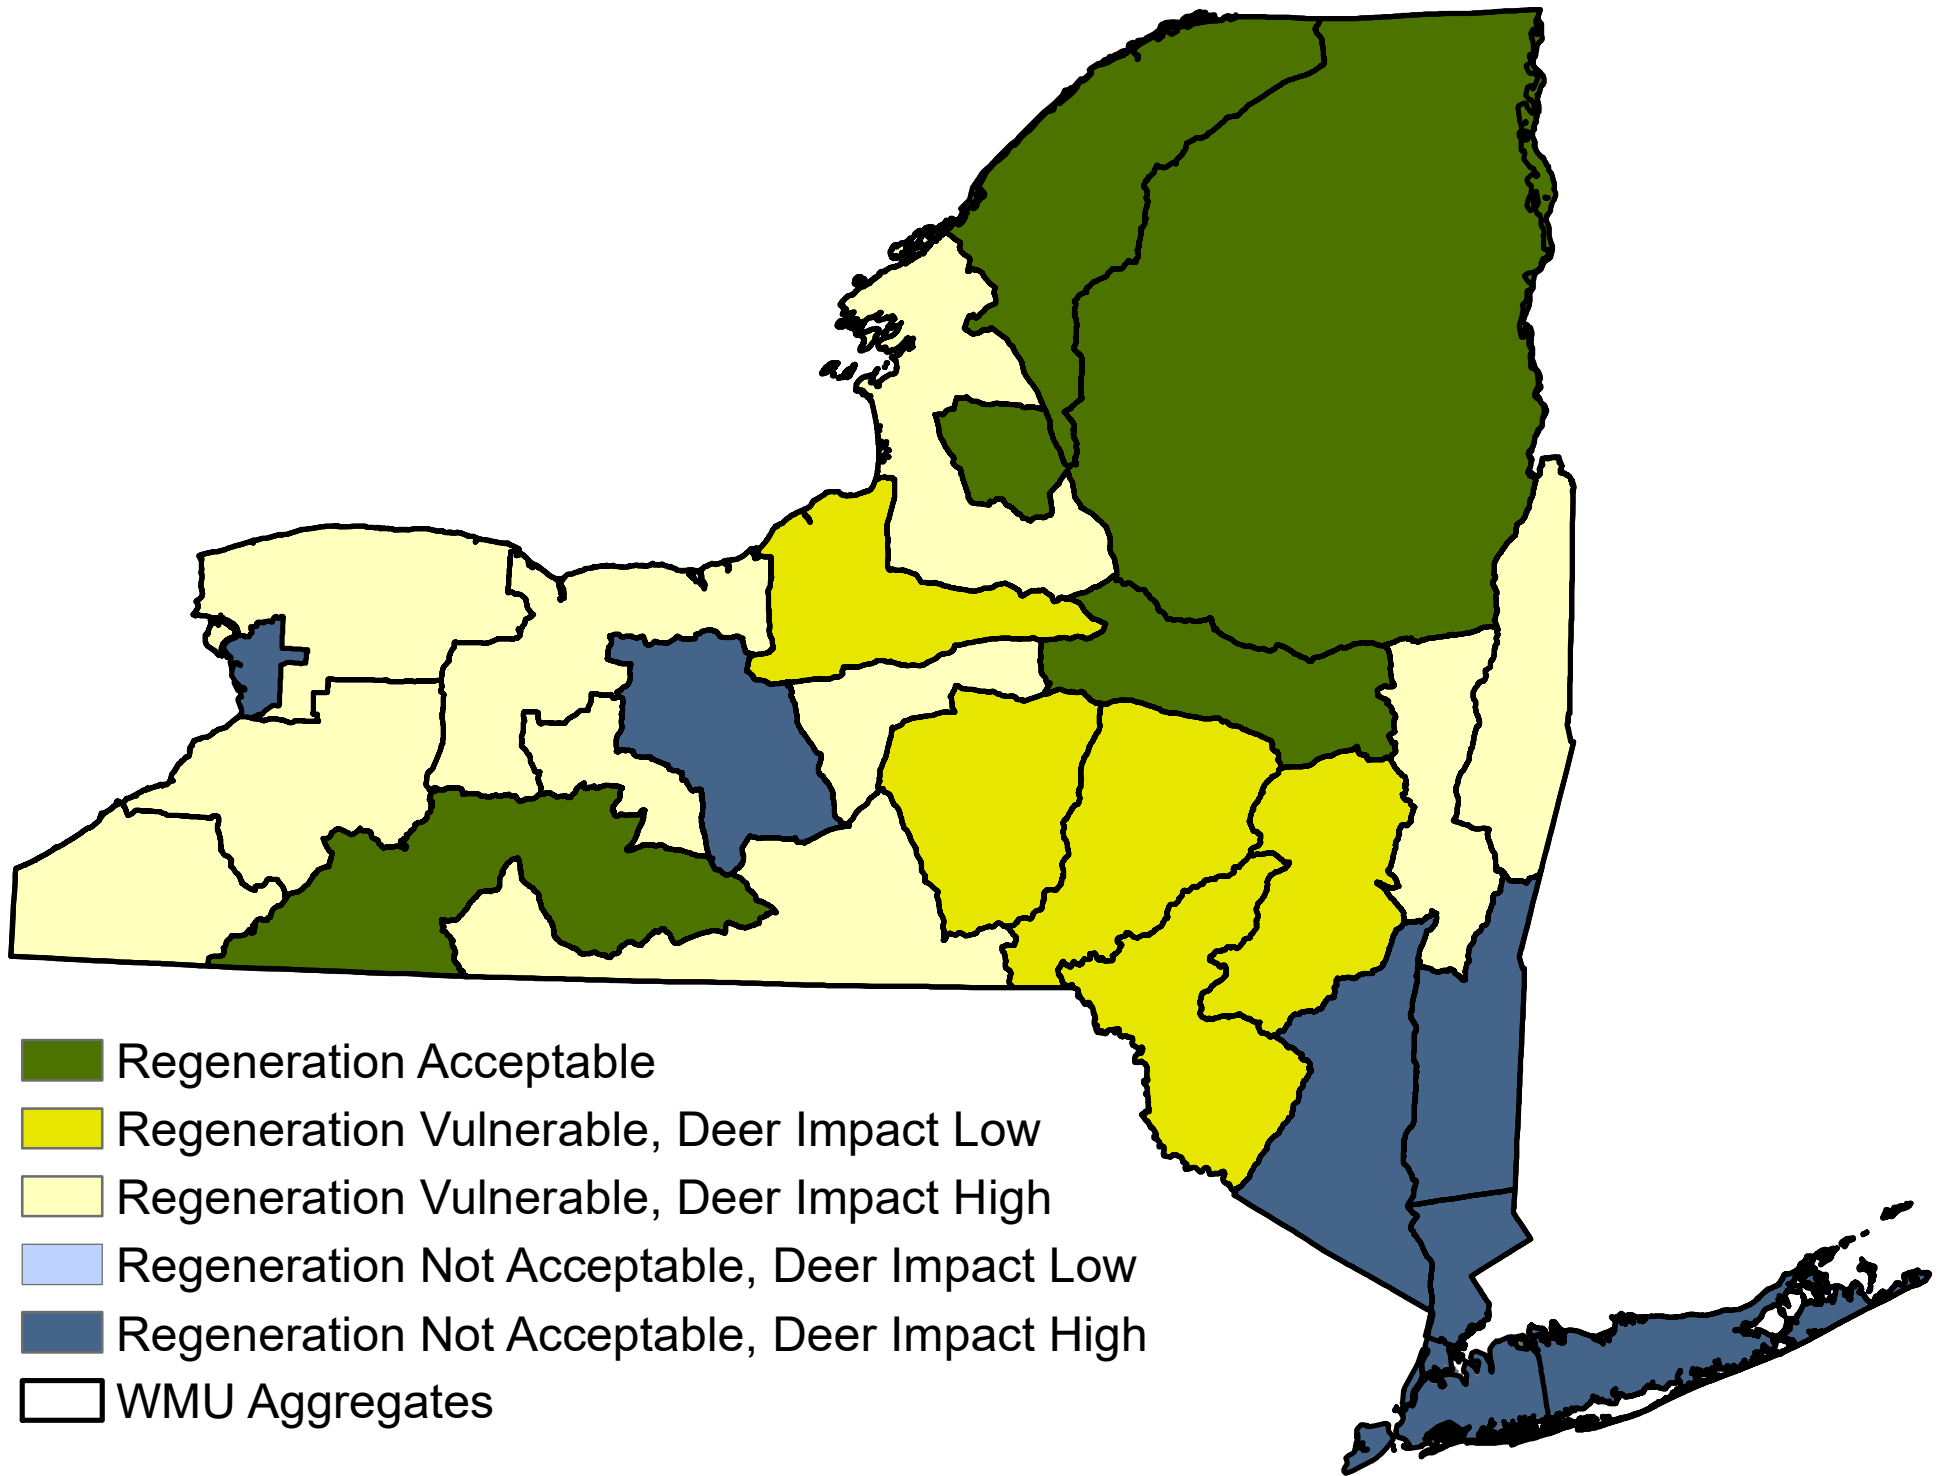 Regeneration Acceptable
Regeneration Vulnerable, Deer Impact Low
Regeneration Vulnerable, Deer Impact High
Regeneration Not Acceptable, Deer Impact Low
Regeneration Not Acceptable, Deer Impact High
WMU Aggregates